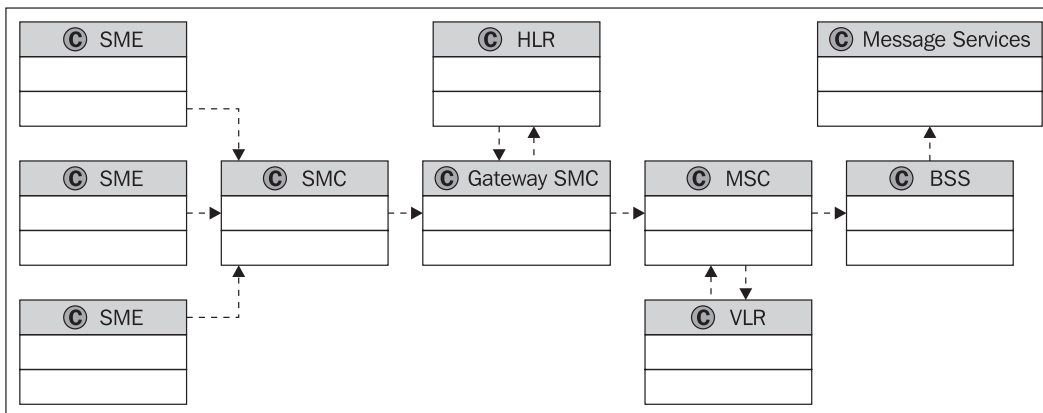 C SME
C HLR
C Message Services
C SME
C SMC
C Gateway SMC
C MSC
C BSS
C SME
C VLR